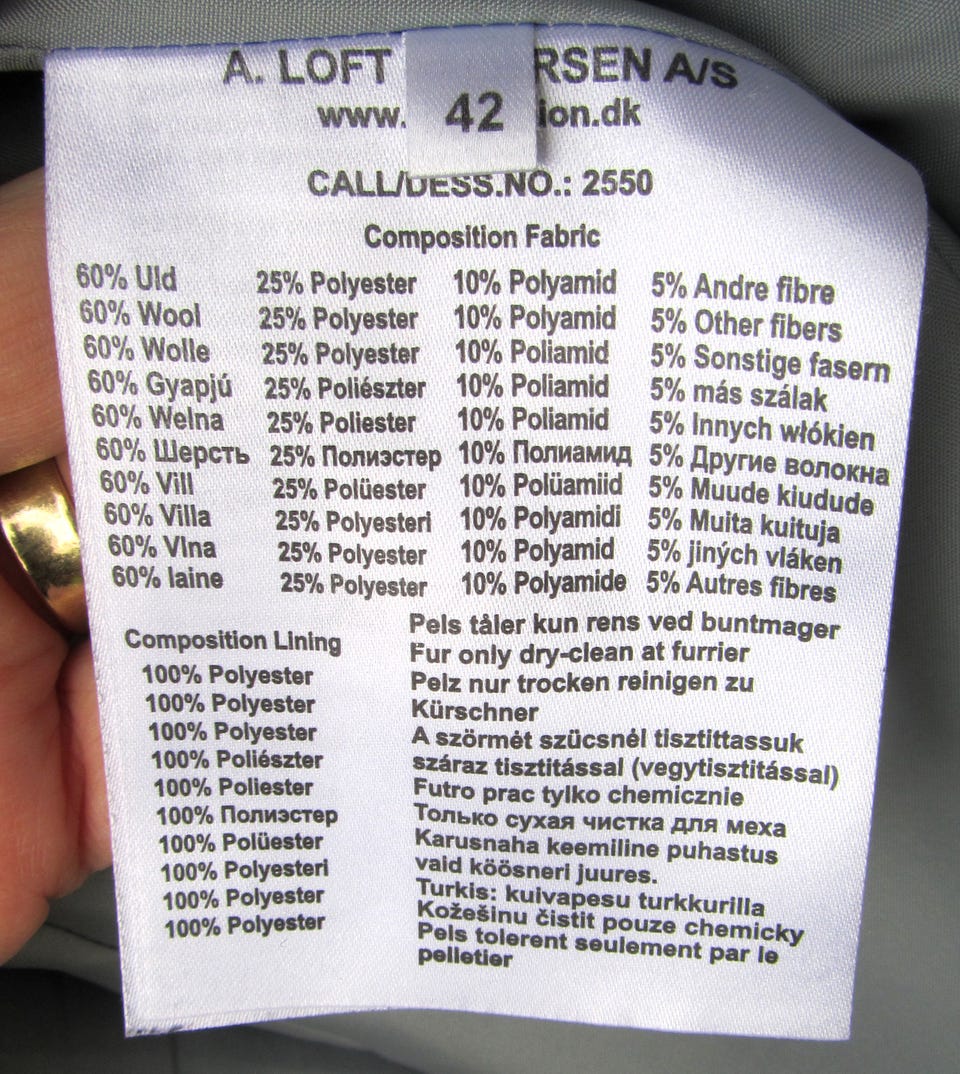 A. LOFT RSEN A/S
www. ion.dk
42
CALL/DESS.NO.: 2550
Composition Fabric
60% Uld 25% Polyester 10% Polyamid 5% Andre fibre
60% Wool 25% Polyester 10% Polyamid 5% Other fibers
60% Wolle 25% Polyester 10% Poliamid 5% Sonstige fasern
60% Gyapjú 25% Poliészter 10% Poliamid 5% más szálak
60% Welna 25% Poliester 10% Poliamid 5% Innych włókien
60% Шерсть 25% Полиэстер 10% Полиамид 5% Другие волокна
60% Vill 25% Polüester 10% Polüamiid 5% Muude kiudude
60% Villa 25% Polyesteri 10% Polyamidi 5% Muita kuituja
60% Vlna 25% Polyester 10% Polyamid 5% jiných vláken
60% laine 25% Polyester 10% Polyamide 5% Autres fibres
Composition Lining
100% Polyester
100% Polyester
100% Polyester
100% Poliészter
100% Poliester
100% Полиэстер
100% Polüester
100% Polyesteri
100% Polyester
100% Polyester
Pels tåler kun rens ved buntmager
Fur only dry-clean at furrier
Pelz nur trocken reinigen zu
Kürschner
A szörmėt szücsnėl tisztittassuk
száraz tisztitással (vegytisztitással)
Futro prac tylko chemicznie
Только сухая чистка для меха
Karusnaha keemiline puhastus
vaid köösneri juures.
Turkis: kuivapesu turkkurilla
Kožešinu čistit pouze chemicky
Pels tolerent seulement par le
pelletier